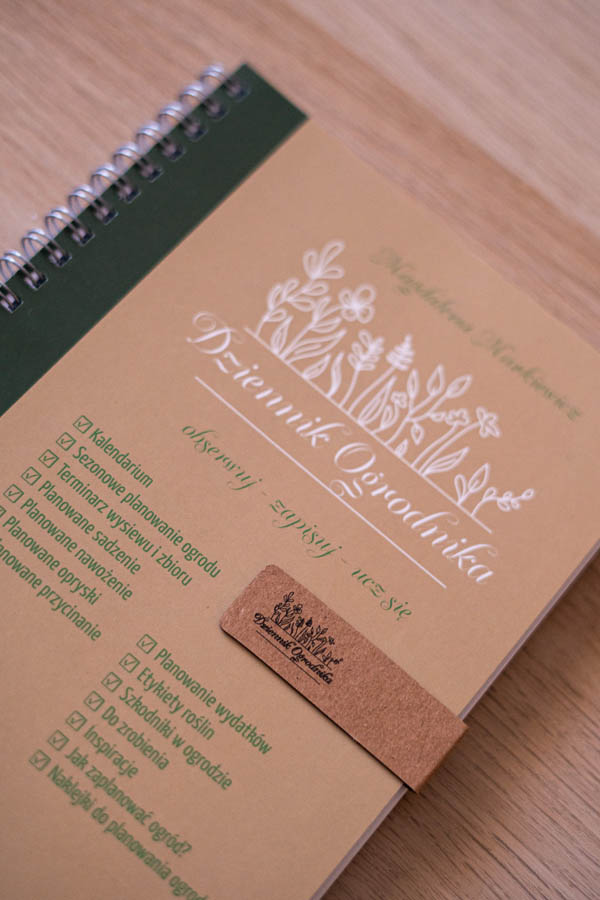 Magdalena Mankiewicz
Dziennik Ogrodnika
obserwuj - zapisuj - ucz się
Kalendarium
Sezonowe planowanie ogrodu
Terminarz wysiewu i zbioru
Planowane sadzenie
Planowane nawożenie
Planowane opryski
Planowane przycinanie
Planowanie wydatków
Etykiety roślin
Szkodniki w ogrodzie
Do zrobienia
Inspiracje
Jak zaplanować ogród?
Naklejki do planowania ogrod
Dziennik Ogrodnika